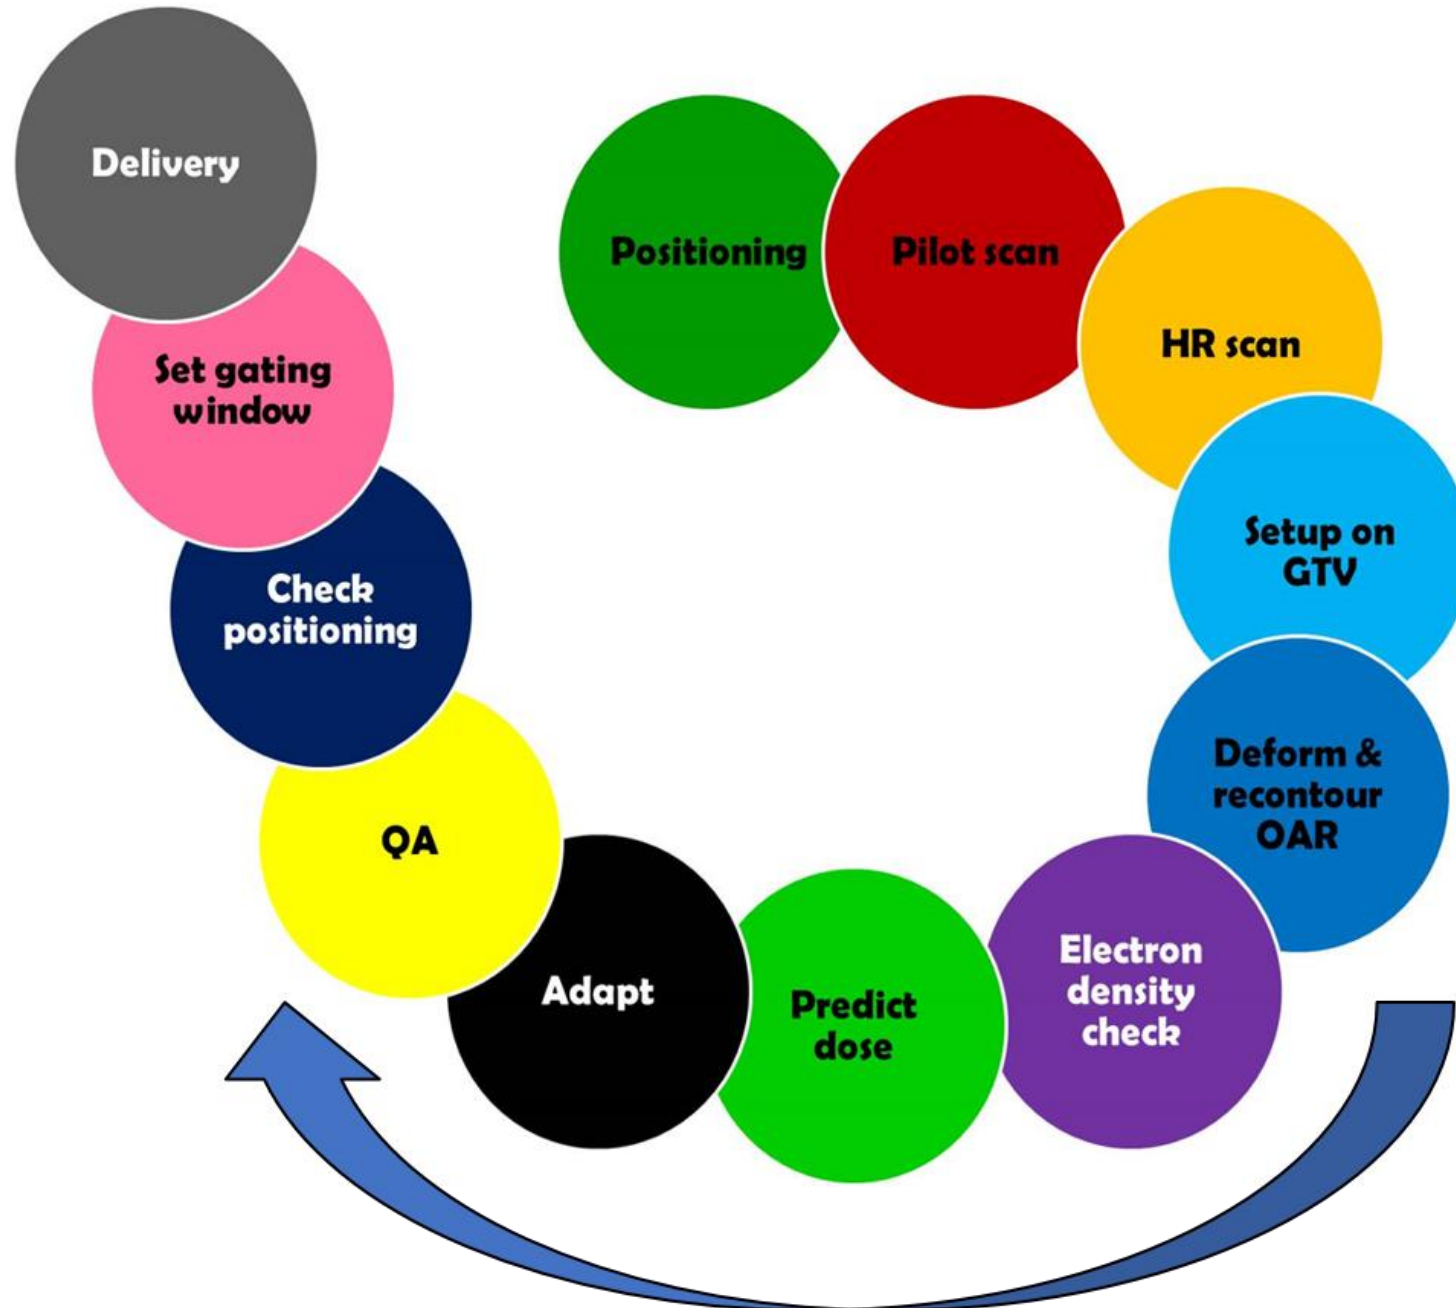 Delivery
Positioning
Pilot scan
HR scan
Set gating
window
Setup on
GTV
Check
positioning
Deform &
recontour
OAR
QA
Electron
density
check
Adapt
Predict
dose